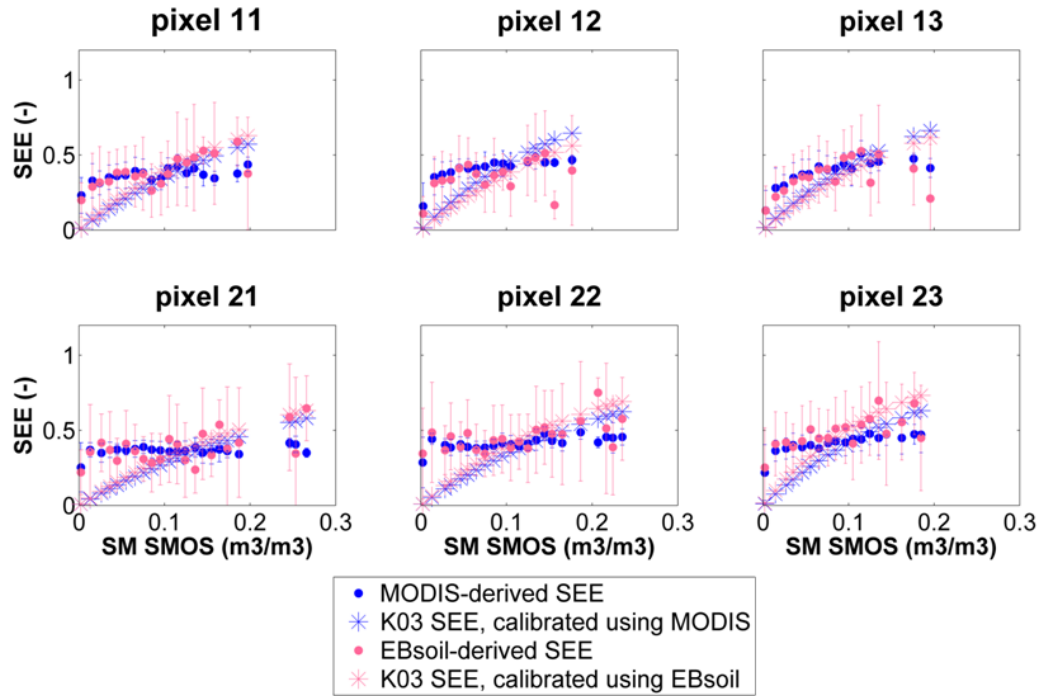 pixel 11
pixel 12
pixel 13
SEE (-)
1
0.5
0
pixel 21
pixel 22
pixel 23
SEE (-)
1
0.5
0
0 0.1 0.2 0.3 0 0.1 0.2 0.3 0 0.1 0.2 0.3
SM SMOS (m3/m3) SM SMOS (m3/m3) SM SMOS (m3/m3)
MODIS-derived SEE
K03 SEE, calibrated using MODIS
EBsoil-derived SEE
K03 SEE, calibrated using EBsoil